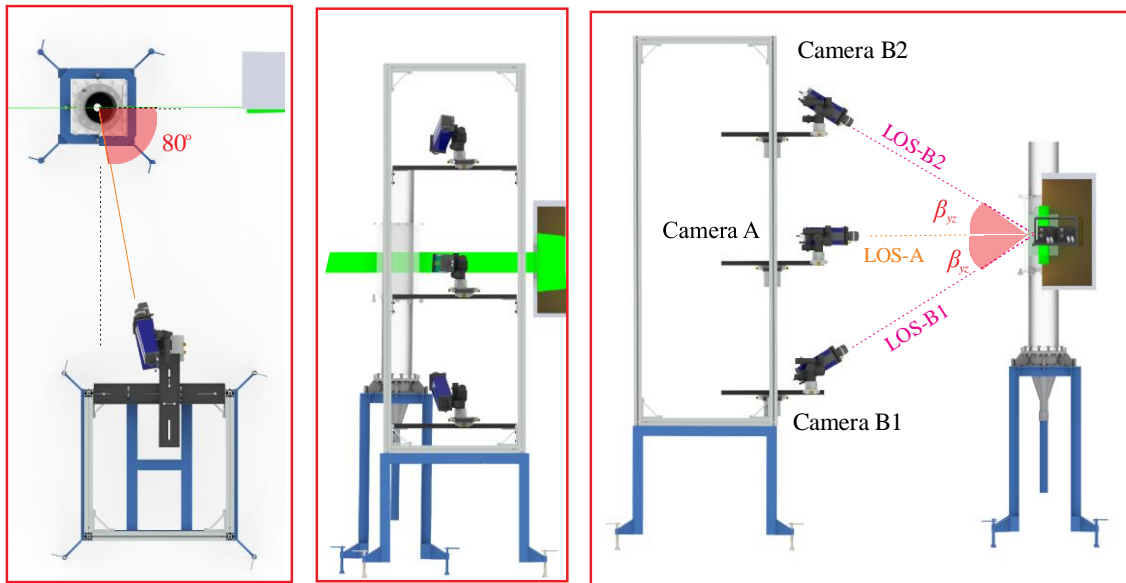 80°
Camera B2
LOS-B2
β_yz
Camera A
LOS-A
β_yz
LOS-B1
Camera B1